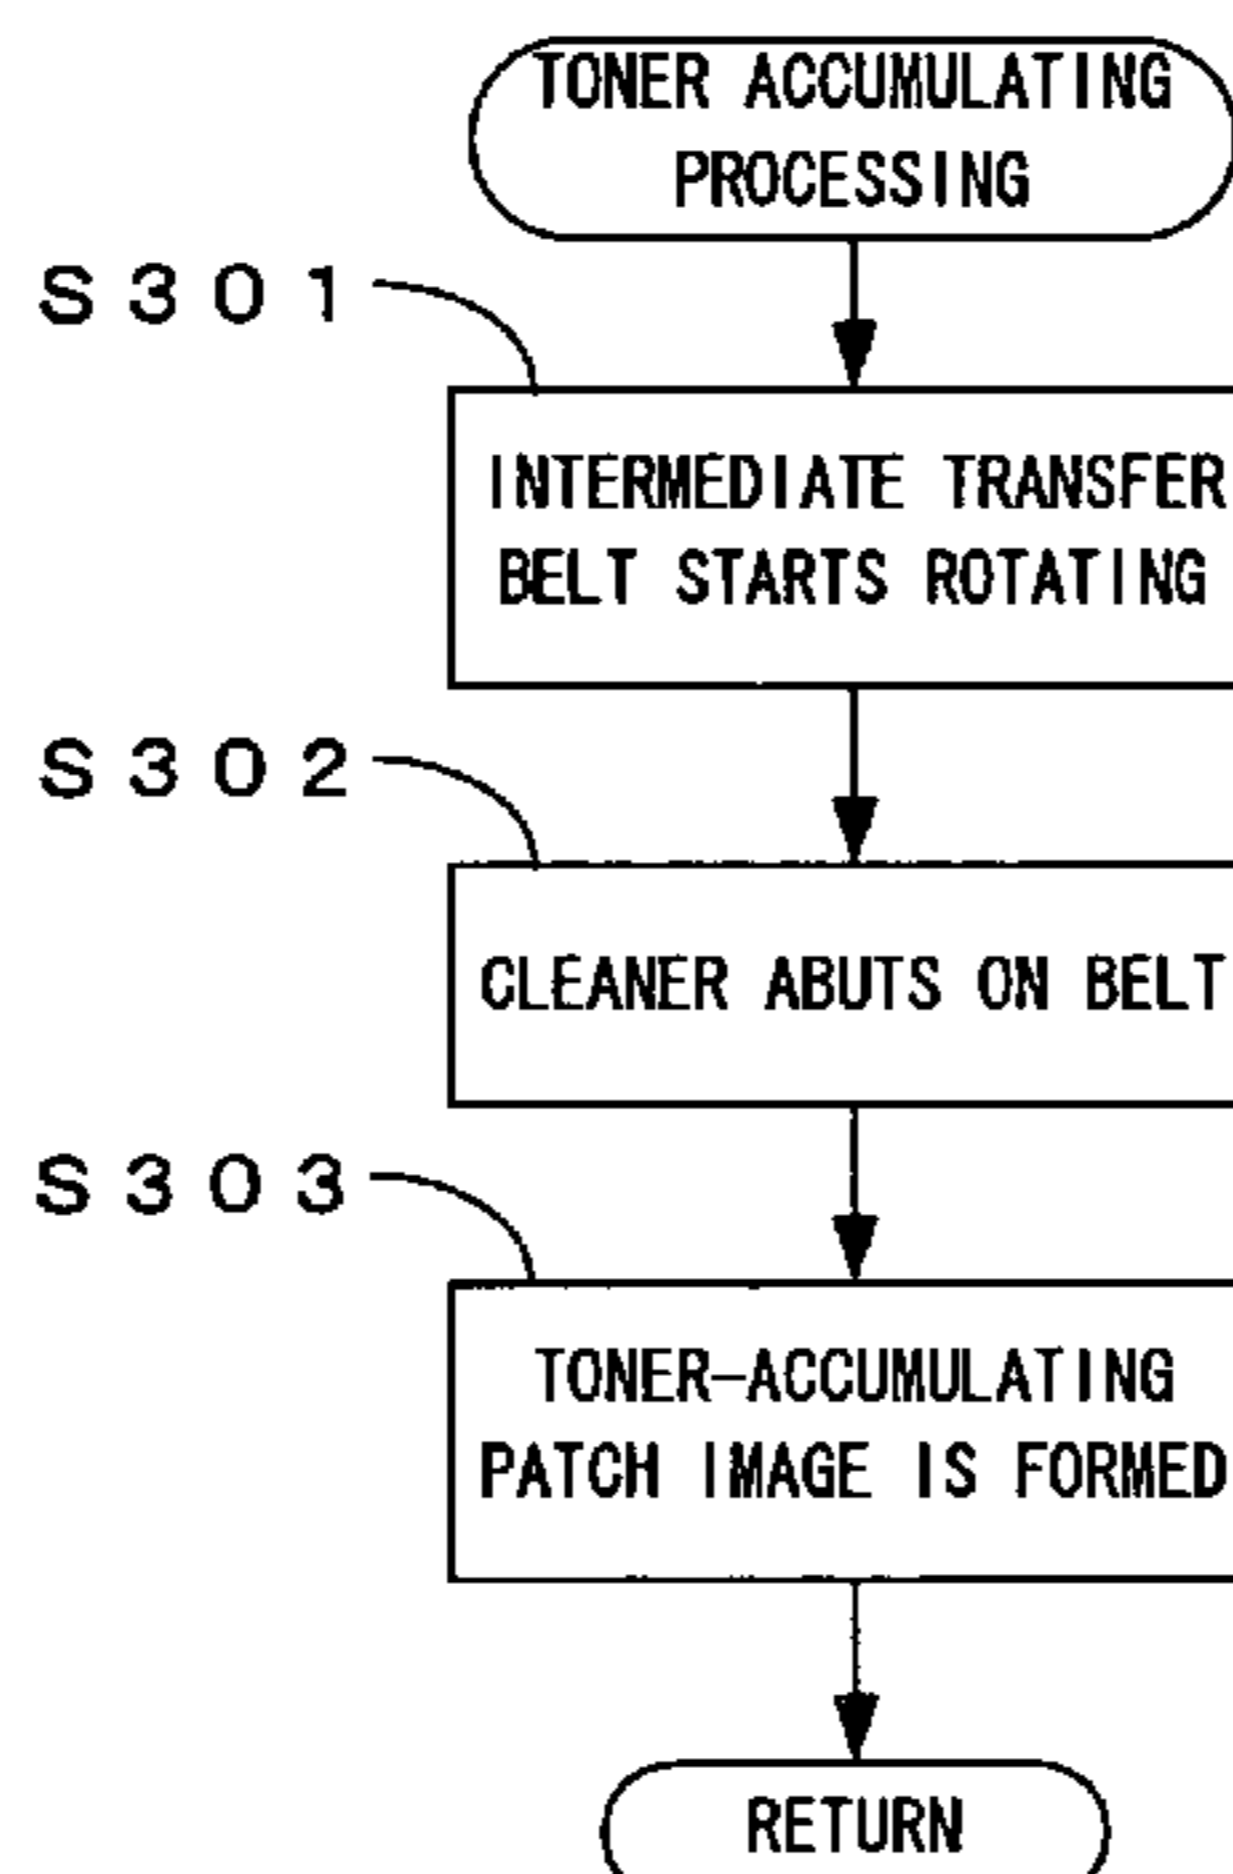 TONER ACCUMULATING
PROCESSING
S301
INTERMEDIATE TRANSFER
BELT STARTS ROTATING
S302
CLEANER ABUTS ON BELT
S303
TONER-ACCUMULATING
PATCH IMAGE IS FORMED
RETURN